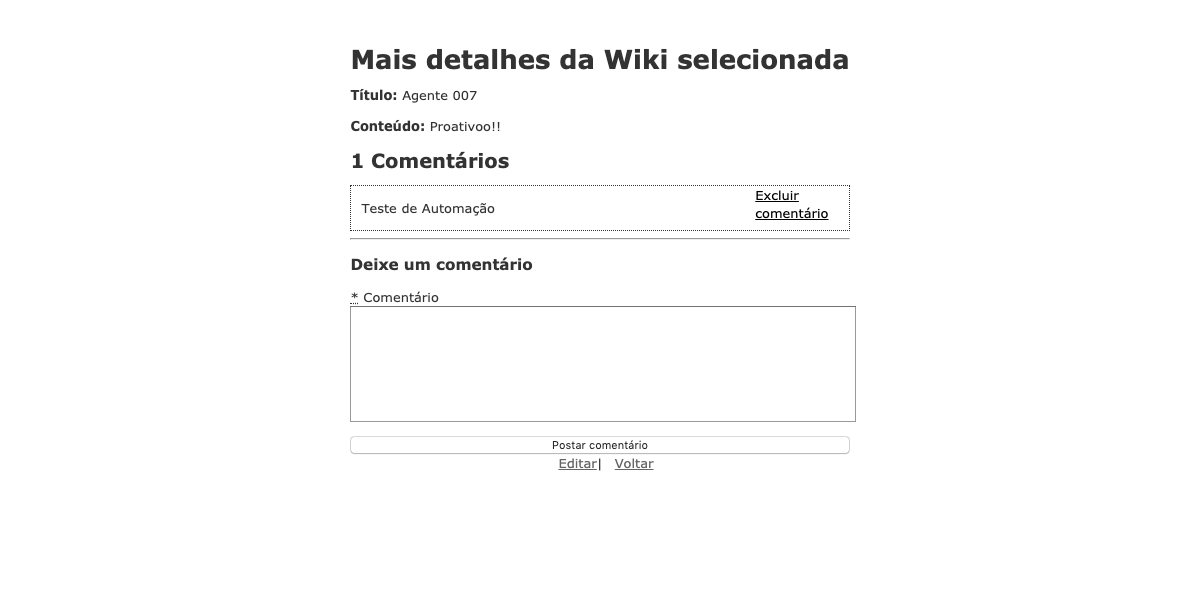 Mais detalhes da Wiki selecionada
Título: Agente 007
Conteúdo: Proativoo!!
1 Comentários
Teste de Automação
Excluir
comentário
Deixe um comentário
* Comentário
Postar comentário
Editar| Voltar